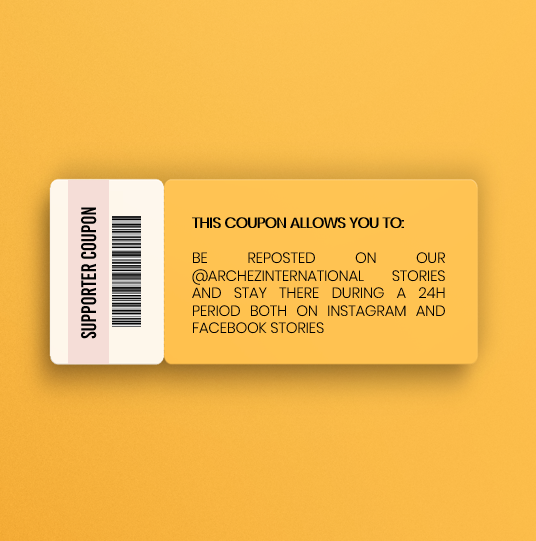 SUPPORTER COUPON
THIS COUPON ALLOWS YOU TO:
BE REPOSTED ON OUR
@ARCHEZINTERNATIONAL STORIES
AND STAY THERE DURING A 24H
PERIOD BOTH ON INSTAGRAM AND
FACEBOOK STORIES